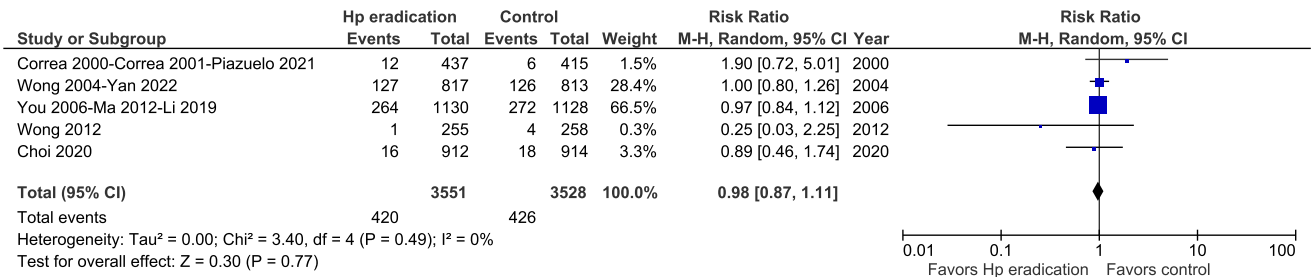 Hp eradication Control Risk Ratio Risk Ratio
Study or Subgroup Events Total Events Total Weight M-H, Random, 95% CI Year M-H, Random, 95% CI
Correa 2000-Correa 2001-Piazuelo 2021 12 437 6 415 1.5% 1.90 [0.72, 5.01] 2000
Wong 2004-Yan 2022 127 817 126 813 28.4% 1.00 [0.80, 1.26] 2004
You 2006-Ma 2012-Li 2019 264 1130 272 1128 66.5% 0.97 [0.84, 1.12] 2006
Wong 2012 1 255 4 258 0.3% 0.25 [0.03, 2.25] 2012
Choi 2020 16 912 18 914 3.3% 0.89 [0.46, 1.74] 2020
Total (95% CI) 3551 3528 100.0% 0.98 [0.87, 1.11]
Total events 420 426
Heterogeneity: Tau² = 0.00; Chi² = 3.40, df = 4 (P = 0.49); I² = 0%
Test for overall effect: Z = 0.30 (P = 0.77)
0.01 0.1 1 10 100
Favors Hp eradication Favors control